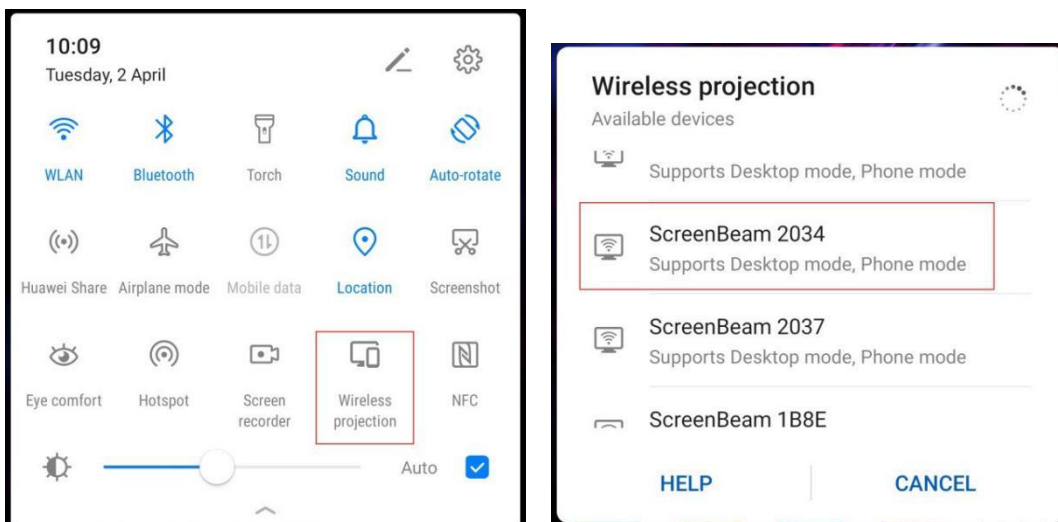 10:09
Tuesday, 2 April
WLAN
Bluetooth
Torch
Sound
Auto-rotate
Huawei Share
Airplane mode
Mobile data
Location
Screenshot
Eye comfort
Hotspot
Screen
recorder
Wireless
projection
NFC
Auto
Wireless projection
Available devices
Supports Desktop mode, Phone mode
ScreenBeam 2034
Supports Desktop mode, Phone mode
ScreenBeam 2037
Supports Desktop mode, Phone mode
ScreenBeam 1B8E
HELP
CANCEL